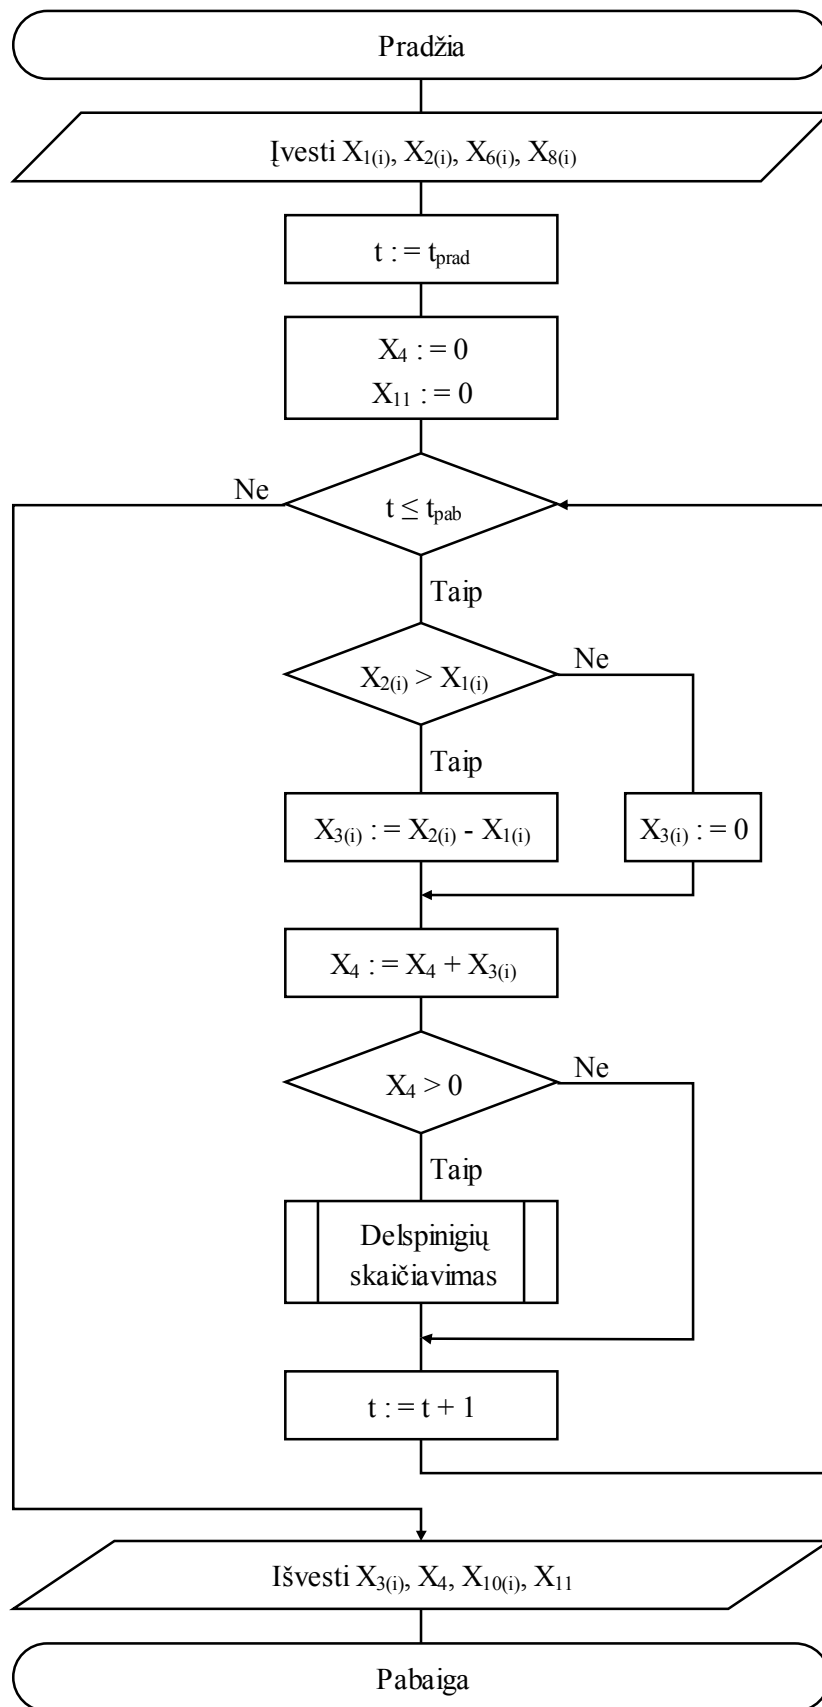 Pradžia
Įvesti X1(i), X2(i), X6(i), X8(i)
t : = tprad
X4 : = 0
X11 : = 0
Ne
t ≤ tpab
Taip
X2(i) > X1(i)
Ne
Taip
X3(i) : = X2(i) - X1(i)
X3(i) : = 0
X4 : = X4 + X3(i)
X4 > 0
Ne
Taip
Delspinigių
skaičiavimas
t : = t + 1
Išvesti X3(i), X4, X10(i), X11
Pabaiga